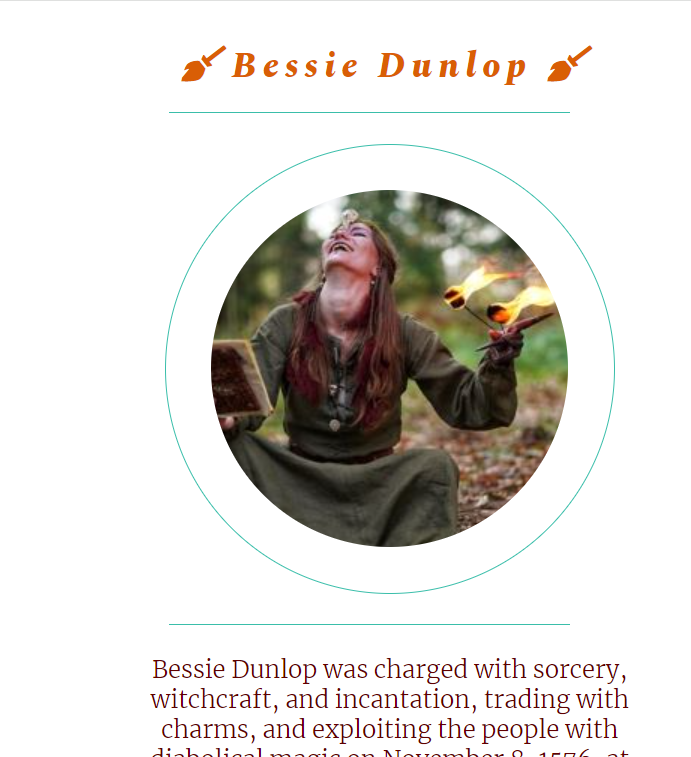 Bessie Dunlop
Bessie Dunlop was charged with sorcery,
witchcraft, and incantation, trading with
charms, and exploiting the people with
diabolical magic on November 8, 1576, at